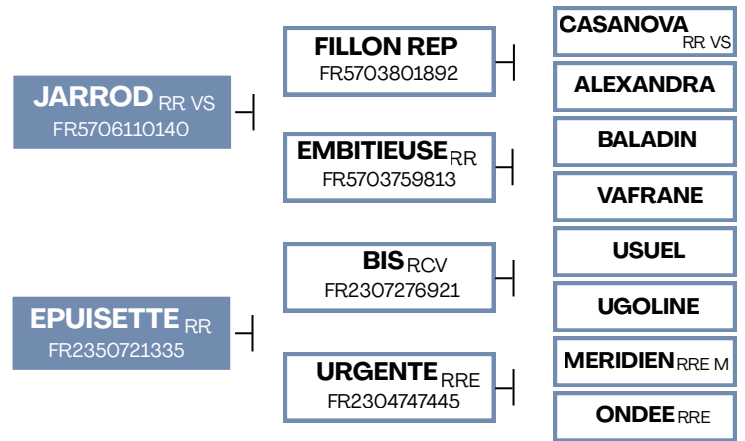 JARROD RR VS
FR5706110140
EPUISETTE RR
FR2350721335
FILLON REP
FR5703801892
EMBITIEUSE RR
FR5703759813
BIS RCV
FR2307276921
URGENTE RRE
FR2304747445
CASANOVA
RR VS
ALEXANDRA
BALADIN
VAFRANE
USUEL
UGOLINE
MERIDIEN RRE M
ONDEE RRE